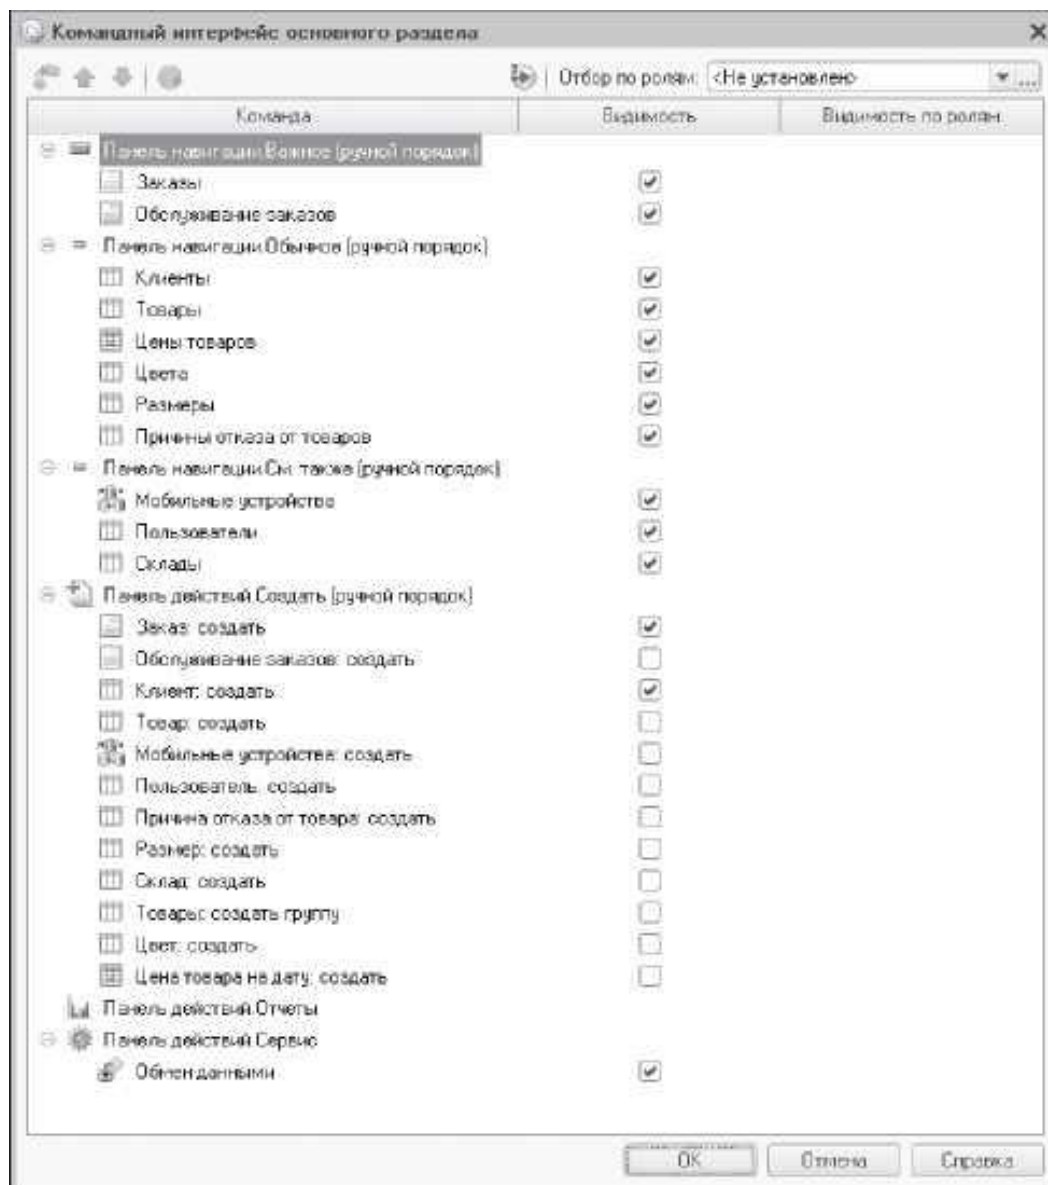 Командный интерфейс основного раздела
Отбор по ролям: <Не установлено> ...
Команда Видимость Видимость по ролям
Панель навигации.Важное (ручной порядок)
Заказы
Обслуживание заказов
Панель навигации.Обычное (ручной порядок)
Клиенты
Товары
Цены товаров
Цвета
Размеры
Причины отказа от товаров
Панель навигации.См. также (ручной порядок)
Мобильные устройства
Пользователи
Склады
Панель действий.Создать (ручной порядок)
Заказ: создать
Обслуживание заказов: создать
Клиент: создать
Товар: создать
Мобильные устройства: создать
Пользователь: создать
Причина отказа от товара: создать
Размер: создать
Склад: создать
Товары: создать группу
Цвет: создать
Цена товара на дату: создать
Панель действий.Отчеты
Панель действий.Сервис
Обмен данными
ОК Отмена Справка